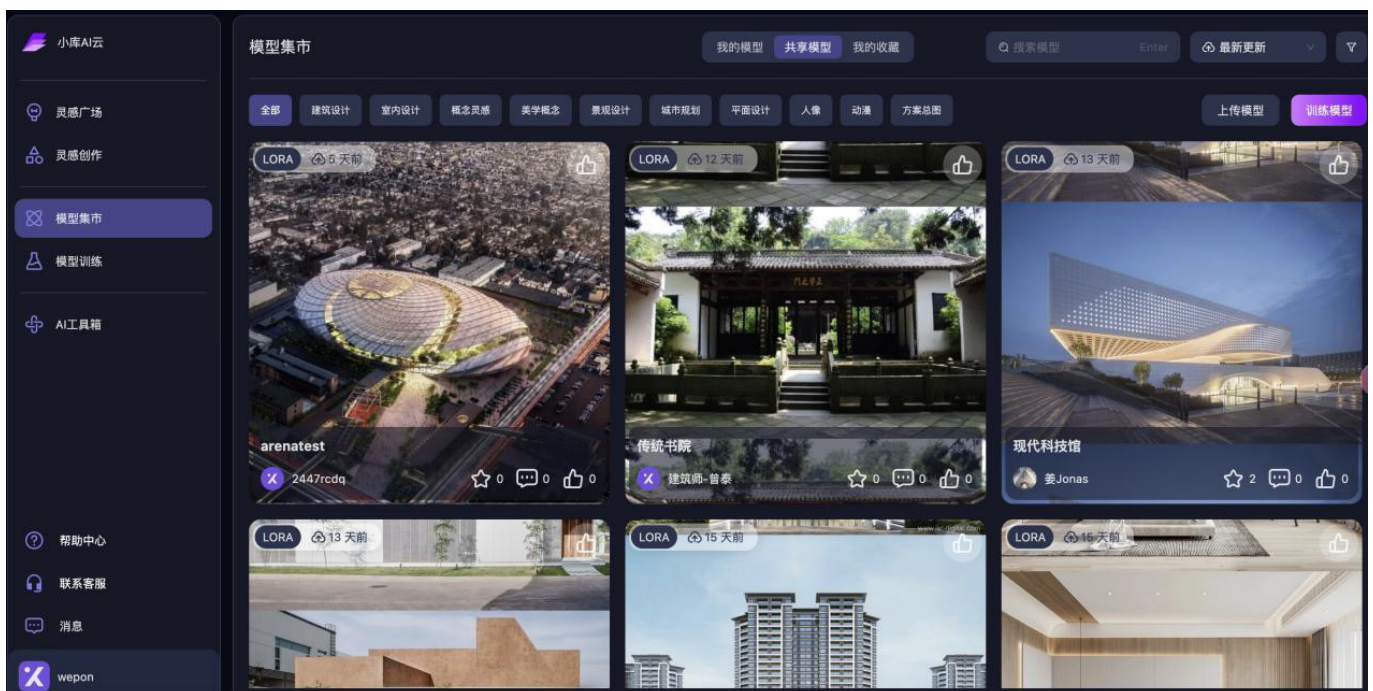 小库AI云
灵感广场
灵感创作
模型集市
模型训练
AI工具箱
帮助中心
联系客服
消息
wepon
模型集市
我的模型 共享模型 我的收藏
搜索模型 Enter
最新更新
全部 建筑设计 室内设计 概念灵感 美学概念 景观设计 城市规划 平面设计 人像 动漫 方案总图
上传模型 训练模型
LORA 5 天前
arenatest
2447rcdq 0 0 0
LORA 12 天前
传统书院
建筑师-曾泰 0 0 0
LORA 13 天前
现代科技馆
姜Jonas 2 0 0
LORA 13 天前
LORA 15 天前
LORA 15 天前